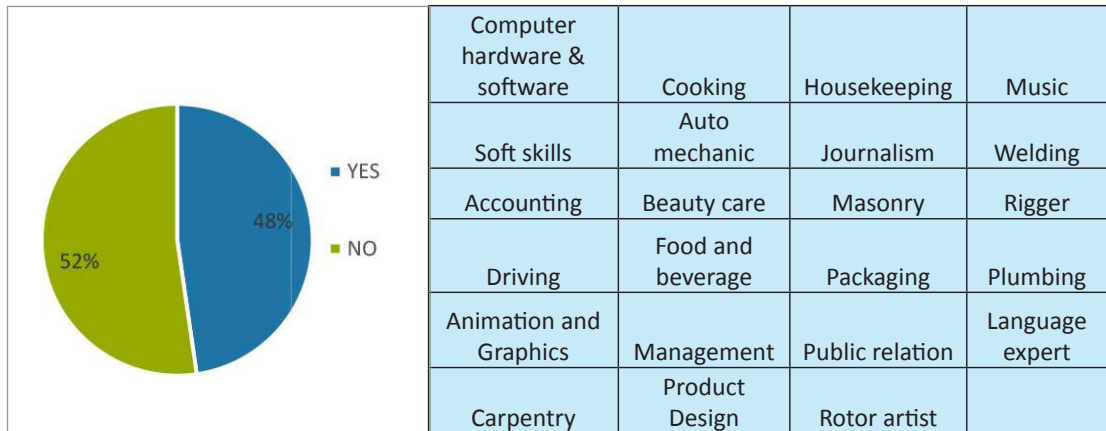 YES
48%
NO
52%
Computer
hardware &
software
Cooking
Housekeeping
Music
Soft skills
Auto
mechanic
Journalism
Welding
Accounting
Beauty care
Masonry
Rigger
Driving
Food and
beverage
Packaging
Plumbing
Animation and
Graphics
Management
Public relation
Language
expert
Carpentry
Product
Design
Rotor artist